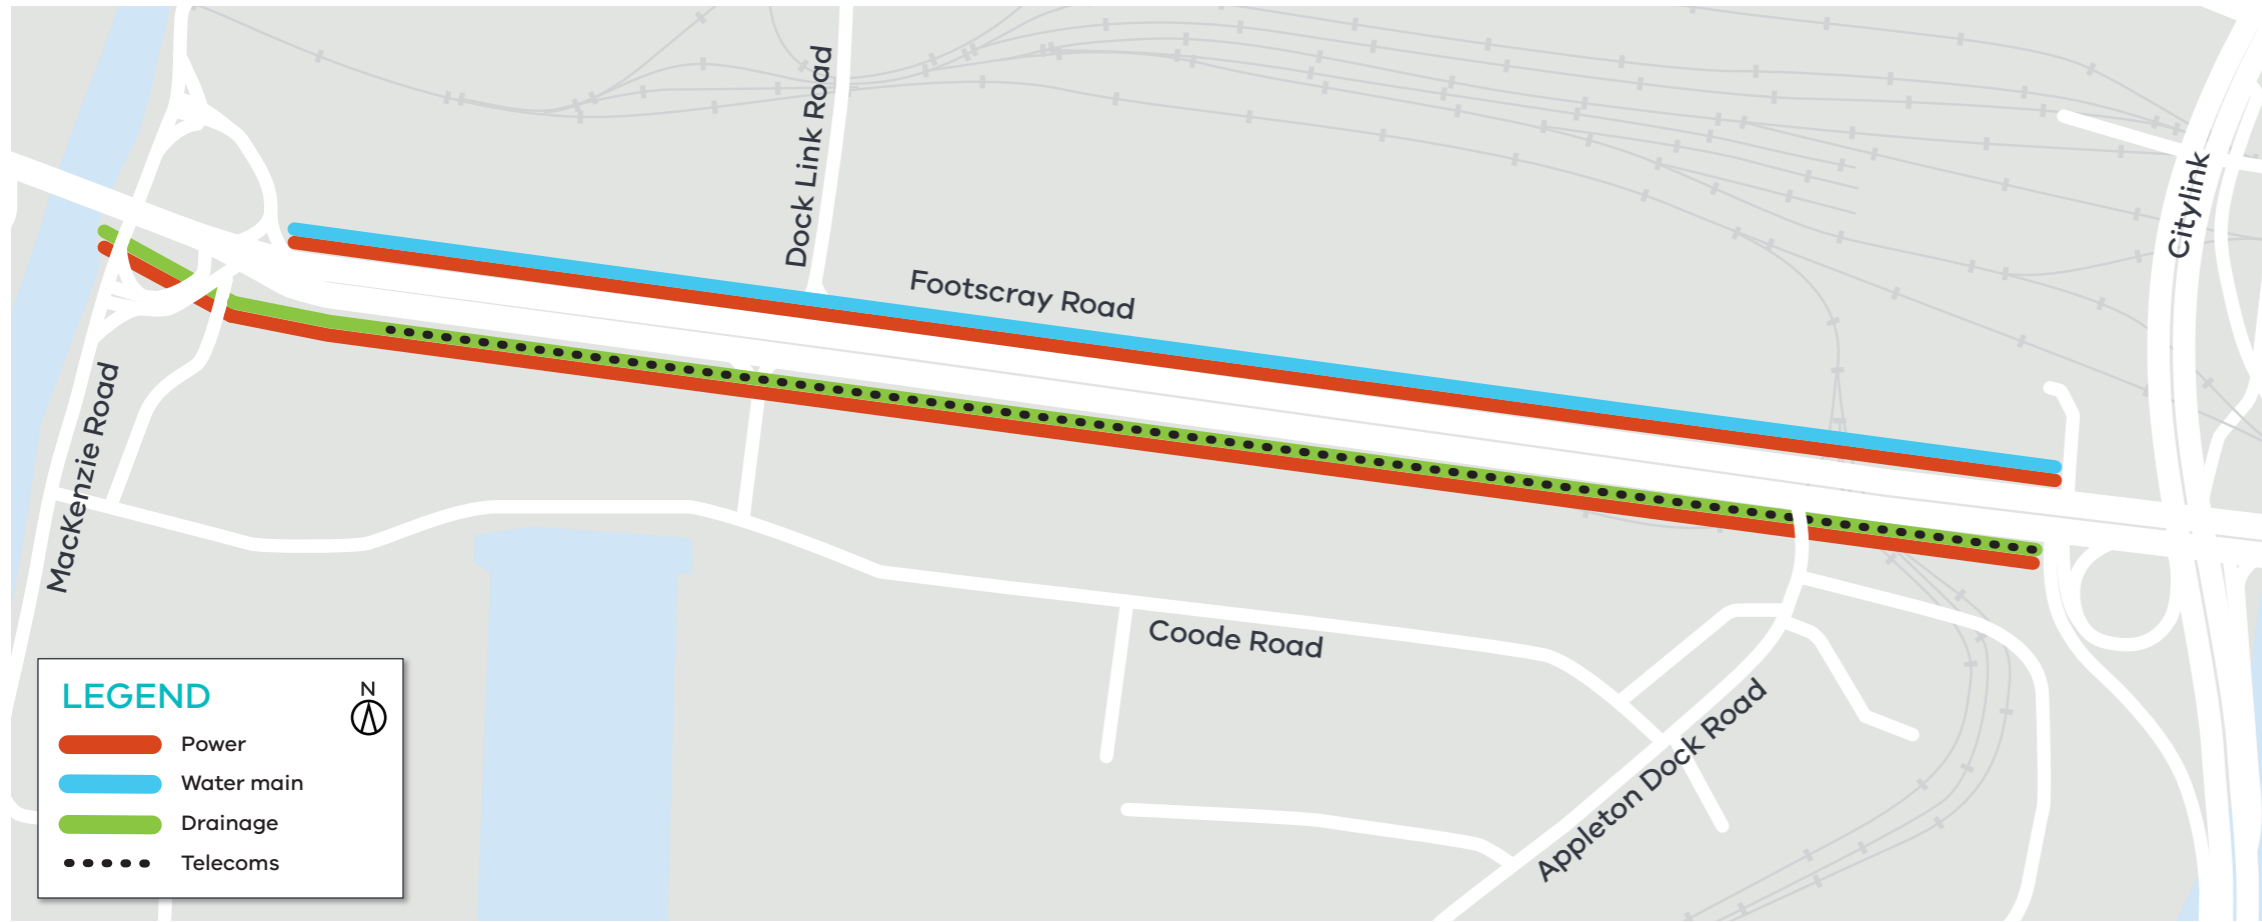 Dock Link Road
Citylink
Footscray Road
MacKenzie Road
Coode Road
Appleton Dock Road
LEGEND
N
Power
Water main
Drainage
Telecoms